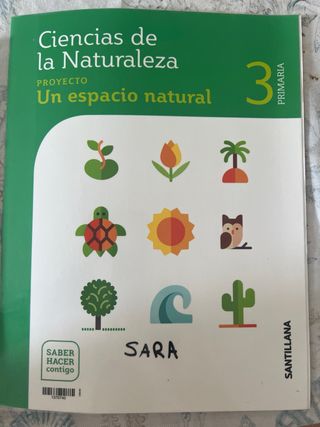 Ciencias de
la Naturaleza
PROYECTO
Un espacio natural
3
PRIMARIA
SARA
SABER
HACER
contigo
SANTILLANA